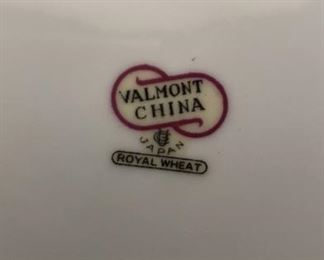 VALMONT
CHINA
JAPAN
ROYAL WHEAT